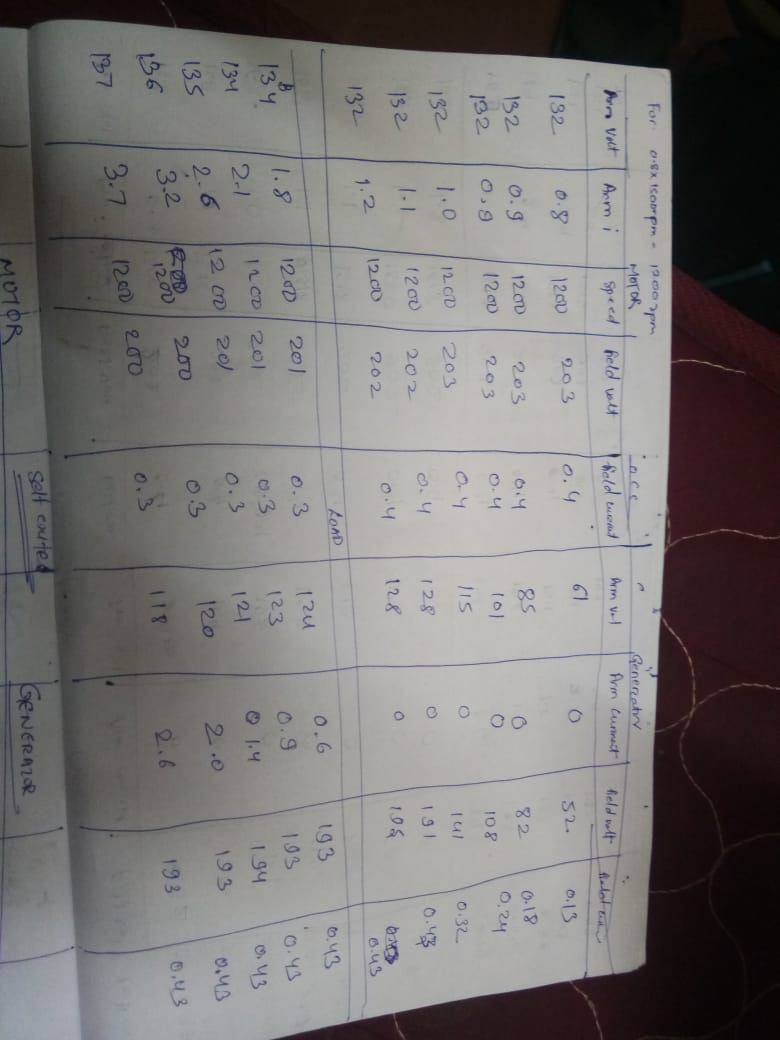 For 0.8x1500rpm = 1200rpm
MOTOR Generator
Arm Volt Arm i Speed field volt field current Arm vol Arm Current field volt
132 0.8 1200 203 0.4 61 0 52 0.13
132 0.9 1200 203 0.4 85 0 82 0.18
132 0.9 1200 203 0.4 101 0 108 0.24
132 1.0 1200 203 0.4 115 0 141 0.32
132 1.1 1200 202 0.4 128 0 191 0.43
132 1.2 1200 202 0.4 128 0 0.43
LOAD
134 1.8 1200 201 0.3 124 0.6 193 0.43
134 2.1 1200 201 0.3 123 0.9 193 0.43
135 2.6 1200 201 0.3 121 1.4 194 0.43
136 3.2 1200 200 0.3 120 2.0 193 0.43
137 3.7 1200 200 0.3 118 2.6 193 0.43
MOTOR Self excited GENERATOR